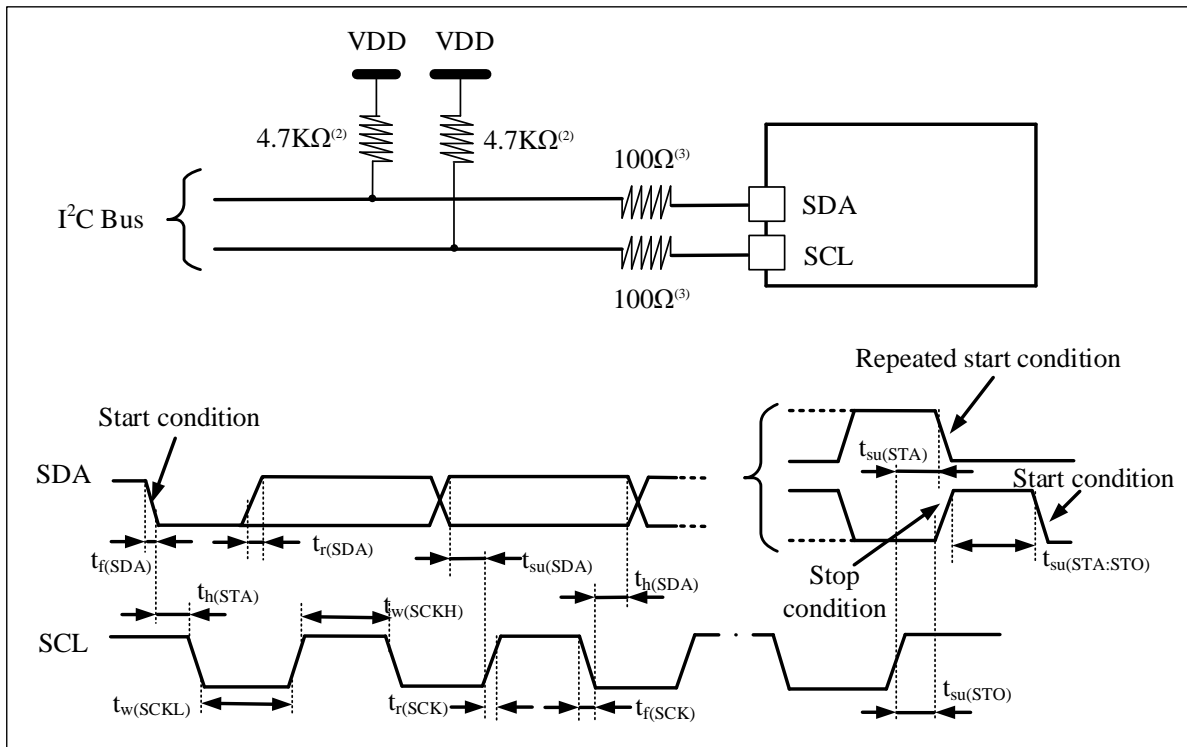 VDD VDD
4.7KΩ(2) 4.7KΩ(2)
100Ω(3)
I2C Bus
SDA
SCL
100Ω(3)
Repeated start condition
Start condition
tsu(STA)
SDA
Start condition
tf(SDA)
tr(SDA)
tsu(SDA)
th(SDA)
Stop
condition
tsu(STA:STO)
th(STA)
tw(SCKH)
SCL
tw(SCKL)
tr(SCK)
tf(SCK)
tsu(STO)